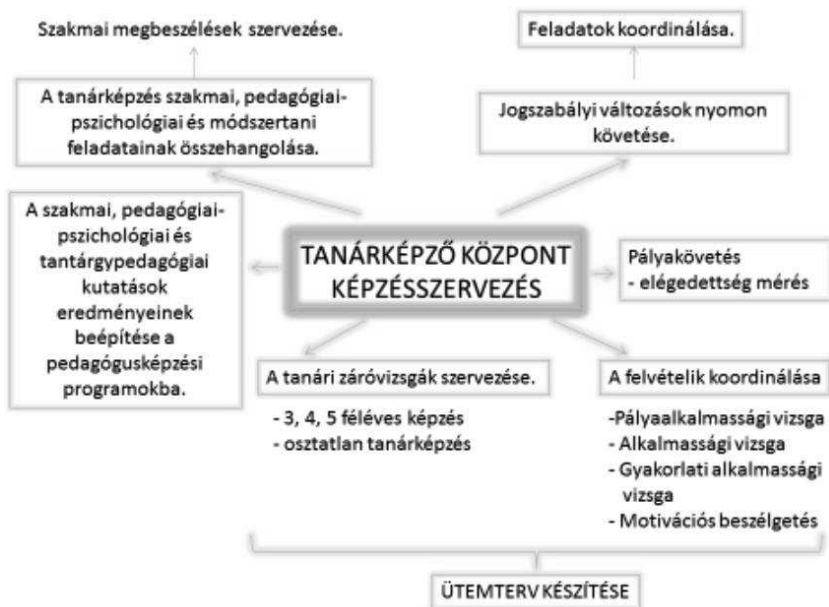 Szakmai megbeszélések szervezése.
Feladatok koordinálása.
A tanárképzés szakmai, pedagógiai-
pszichológiai és módszertani
feladatainak összehangolása.
Jogszabályi változások nyomon
követése.
A szakmai, pedagógiai-
pszichológiai és
tantárgypedagógiai
kutatások
eredményeinek
beépítése a
pedagógusképzési
programokba.
TANÁRKÉPZŐ KÖZPONT
KÉPZÉSSZERVEZÉS
Pályakövetés
- elégedettség mérés
A tanári záróvizsgák szervezése.
- 3, 4, 5 féléves képzés
- osztatlan tanárképzés
A felvételik koordinálása
-Pályaalkalmassági vizsga
- Alkalmassági vizsga
- Gyakorlati alkalmassági
vizsga
- Motivációs beszélgetés
ÜTEMTERV KÉSZÍTÉSE